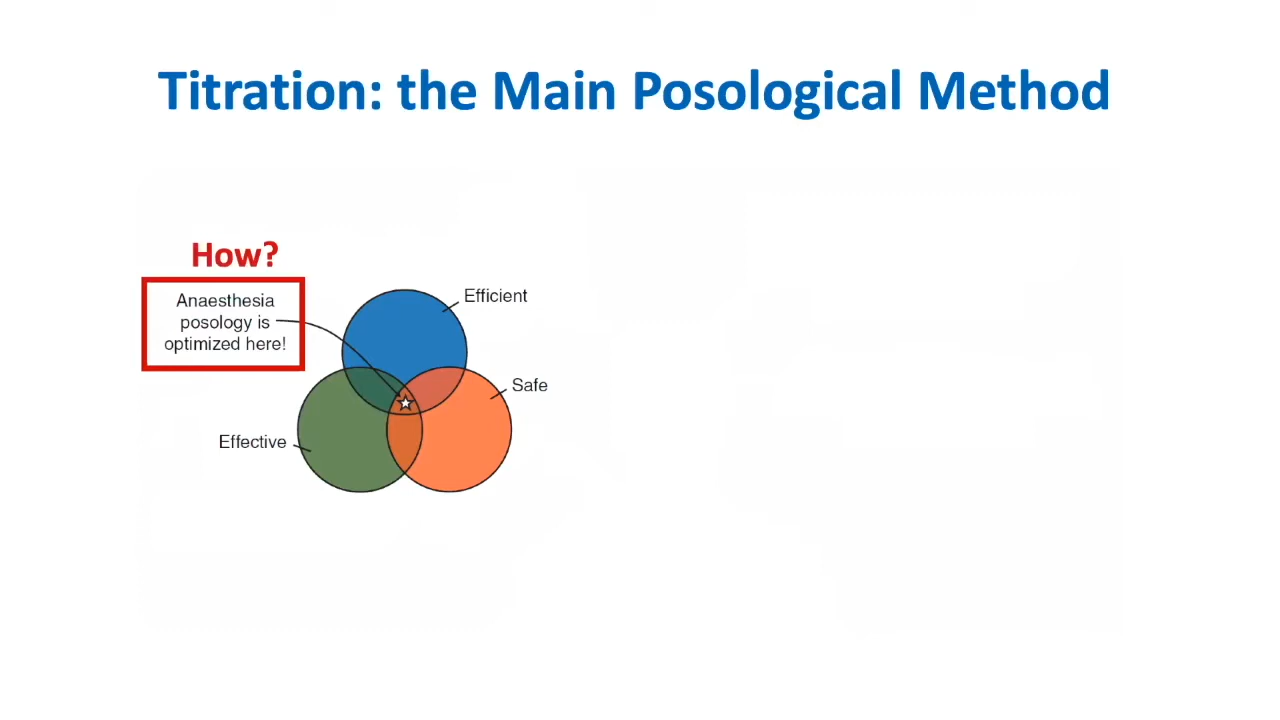 Titration: the Main Posological Method
How?
Anaesthesia
posology is
optimized here!
Efficient
Safe
Effective